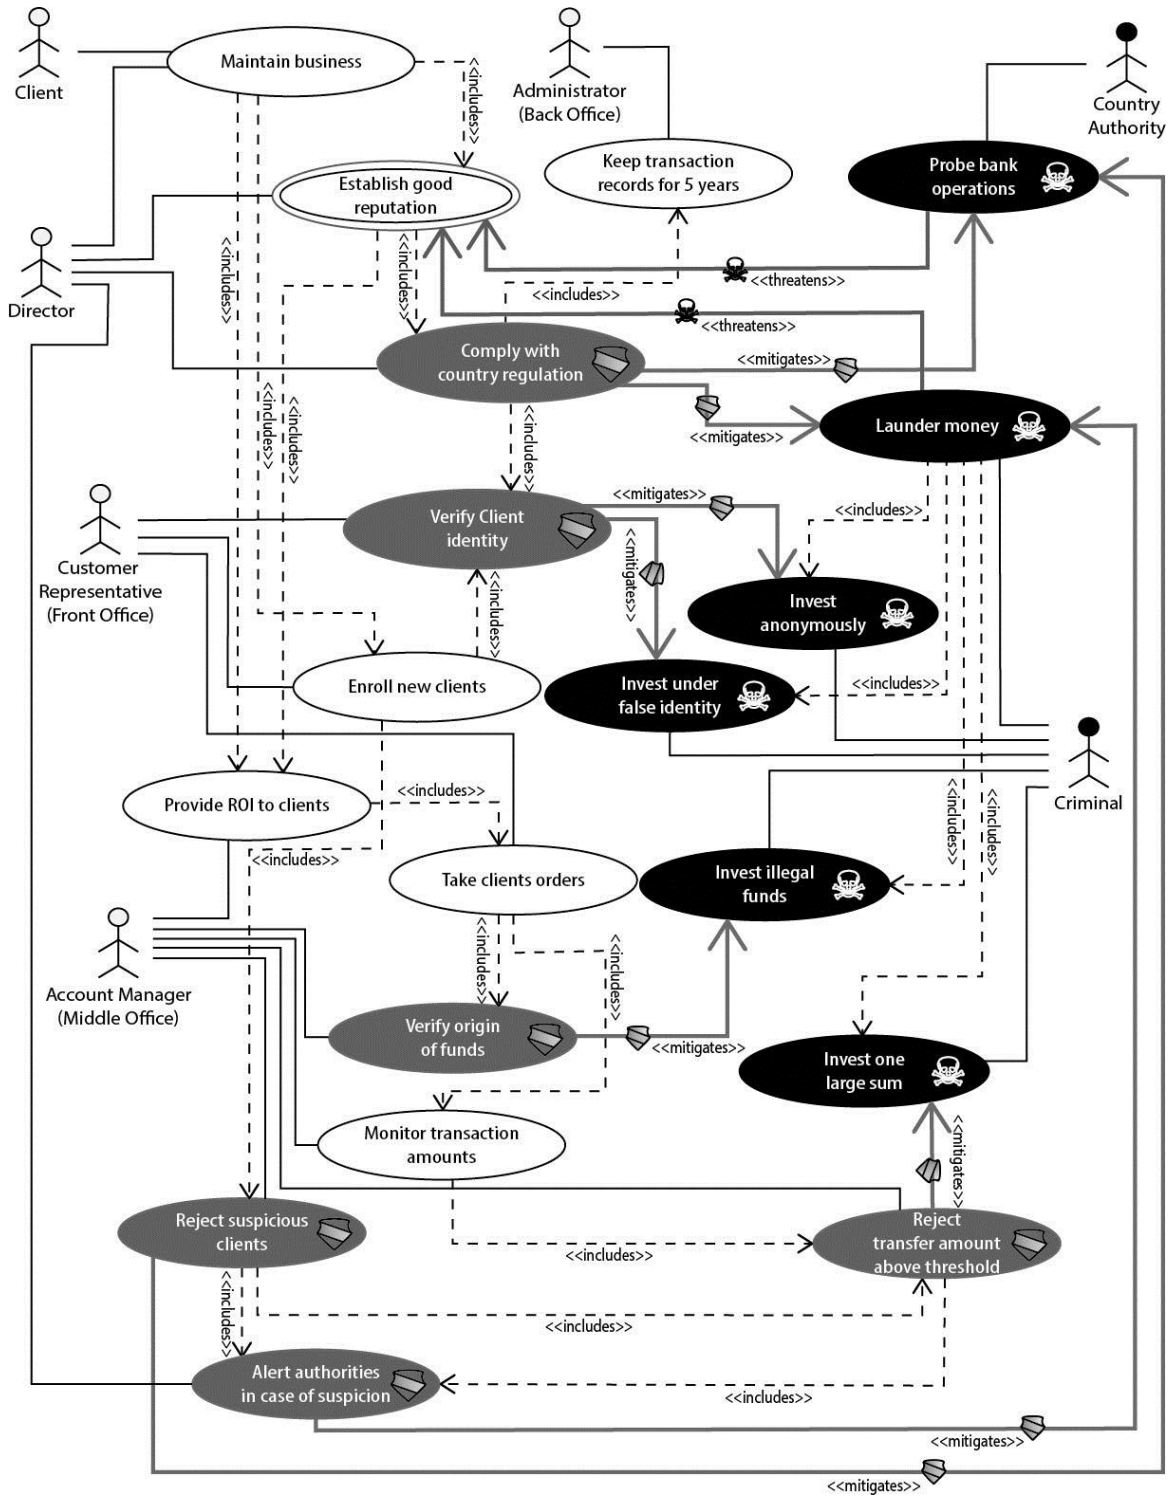 Client
Maintain business
<<includes>>
Administrator
(Back Office)
Country
Authority
Keep transaction
records for 5 years
Probe bank
operations
Establish good
reputation
Director
<<includes>>
<<includes>>
<<includes>>
<<threatens>>
<<threatens>>
Comply with
country regulation
<<mitigates>>
<<mitigates>>
Launder money
<<includes>>
<<includes>>
<<includes>>
Customer
Representative
(Front Office)
Verify Client
identity
<<mitigates>>
<<mitigates>>
<<includes>>
Invest
anonymously
<<includes>>
Enroll new clients
Invest under
false identity
<<includes>>
Criminal
Provide ROI to clients
<<includes>>
<<includes>>
<<includes>>
<<includes>>
Take clients orders
Invest illegal
funds
Account Manager
(Middle Office)
<<includes>>
<<includes>>
Verify origin
of funds
<<mitigates>>
Invest one
large sum
Monitor transaction
amounts
<<mitigates>>
Reject suspicious
clients
Reject
transfer amount
above threshold
<<includes>>
<<includes>>
<<includes>>
Alert authorities
in case of suspicion
<<includes>>
<<mitigates>>
<<mitigates>>